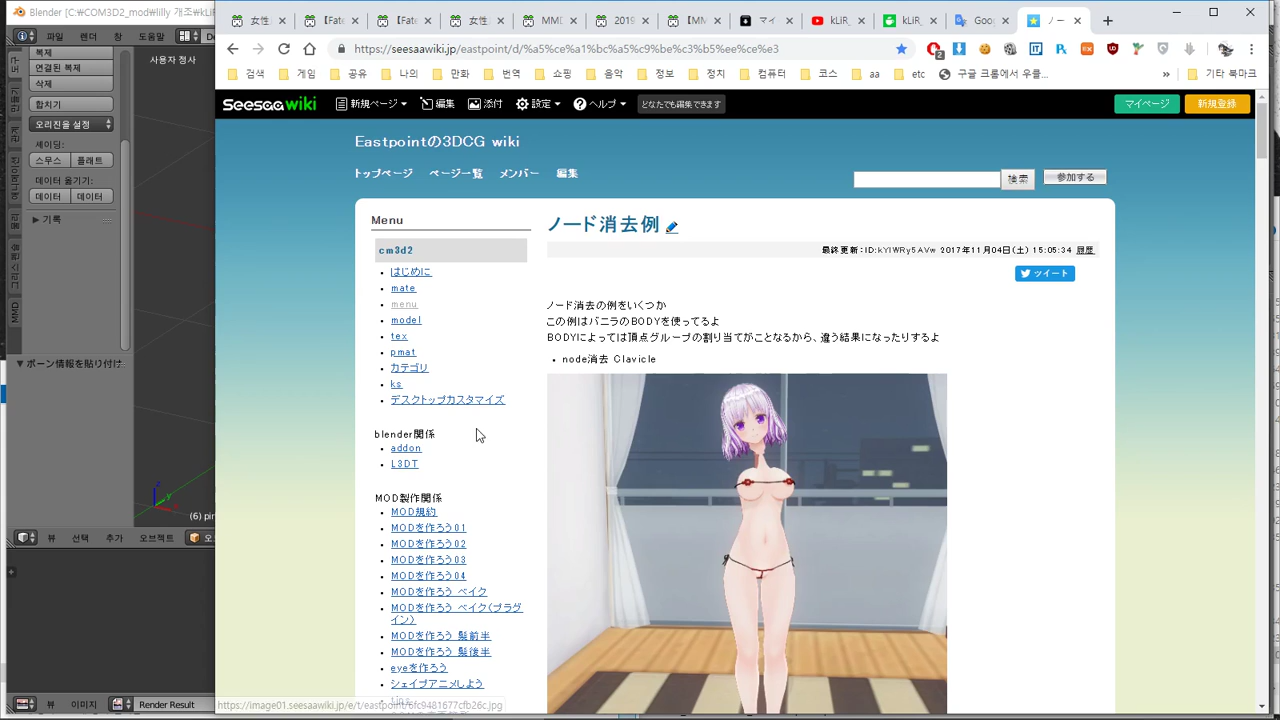 Blender [C:₩COM3D2_mod₩lilly 개조₩kLi
女性
【Fate
【Fate
女性
MM
2019
【MM
マイ
kLiR
kLiR
Goog
ノー
파일
렌더
창
도움말
https://seesaawiki.jp/eastpoint/d/%a5%ce%a1%bc%a5%c9%be%c3%b5%ee%ce%e3
검색
게임
공유
나의
만화
번역
쇼핑
음악
정보
정치
컴퓨터
코스
aa
etc
구글 크롬에서 우클...
»
기타 북마크
복제
연결된 복제
삭제
합치기
오리진을 설정
셰이딩:
스무스
플래트
데이터 옮기기:
데이터
데이터
기록
MMD
ボーン情報を貼り付け
사용자 정사
Seesaa wiki
新規ページ
編集
添付
設定
ヘルプ
どなたでも編集できます
マイページ
新規登録
Eastpointの3DCG wiki
トップページ
ページ一覧
メンバー
編集
検索
参加する
Menu
cm3d2
はじめに
mate
menu
model
tex
pmat
カテゴリ
ks
デスクトップカスタマイズ
blender関係
addon
L3DT
MOD製作関係
MOD規約
MODを作ろう01
MODを作ろう02
MODを作ろう03
MODを作ろう04
MODを作ろう ベイク
MODを作ろう ベイク(プラグ
イン)
MODを作ろう 髪前半
MODを作ろう 髪後半
eyeを作ろう
シェイプアニメしよう
ノード消去例
最終更新:ID:kYIWRy5AVw 2017年11月04日(土) 15:05:34 履歴
ツイート
ノード消去の例をいくつか
この例はバニラのBODYを使ってるよ
BODYによっては頂点グループの割り当てがことなるから、違う結果になったりするよ
node消去 Clavicle
뷰
선택
추가
오브젝트
오
뷰
이미지
Render Result
https://image01.seesaawiki.jp/e/t/eastpoint/6fc9481677cfb26c.jpg